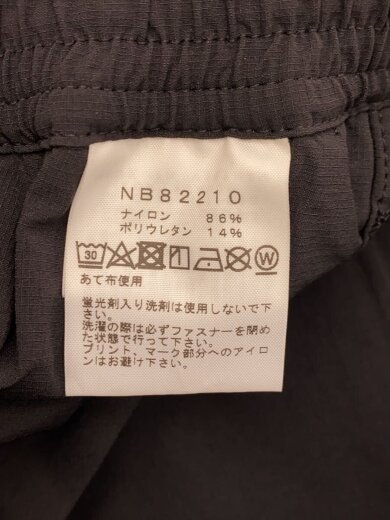 NB82210
ナイロン 86%
ポリウレタン 14%
30 W
あて布使用
蛍光剤入り洗剤は使用しないで下
さい。
洗濯の際は必ずファスナーを閉め
た状態で行って下さい。
プリント、マーク部分へのアイロ
ンはお避け下さい。